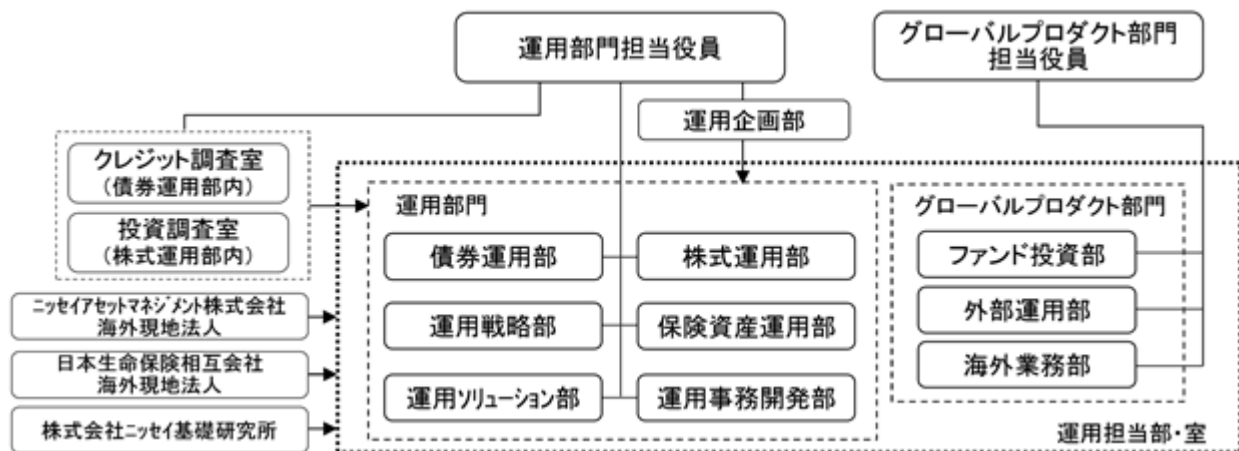 運用部門担当役員
グローバルプロダクト部門
担当役員
運用企画部
クレジット調査室
(債券運用部内)
投資調査室
(株式運用部内)
運用部門
グローバルプロダクト部門
債券運用部
株式運用部
ファンド投資部
ニッセイアセットマネジメント株式会社
海外現地法人
運用戦略部
保険資産運用部
外部運用部
日本生命保険相互会社
海外現地法人
海外業務部
運用ソリューション部
運用事務開発部
株式会社ニッセイ基礎研究所
運用担当部・室